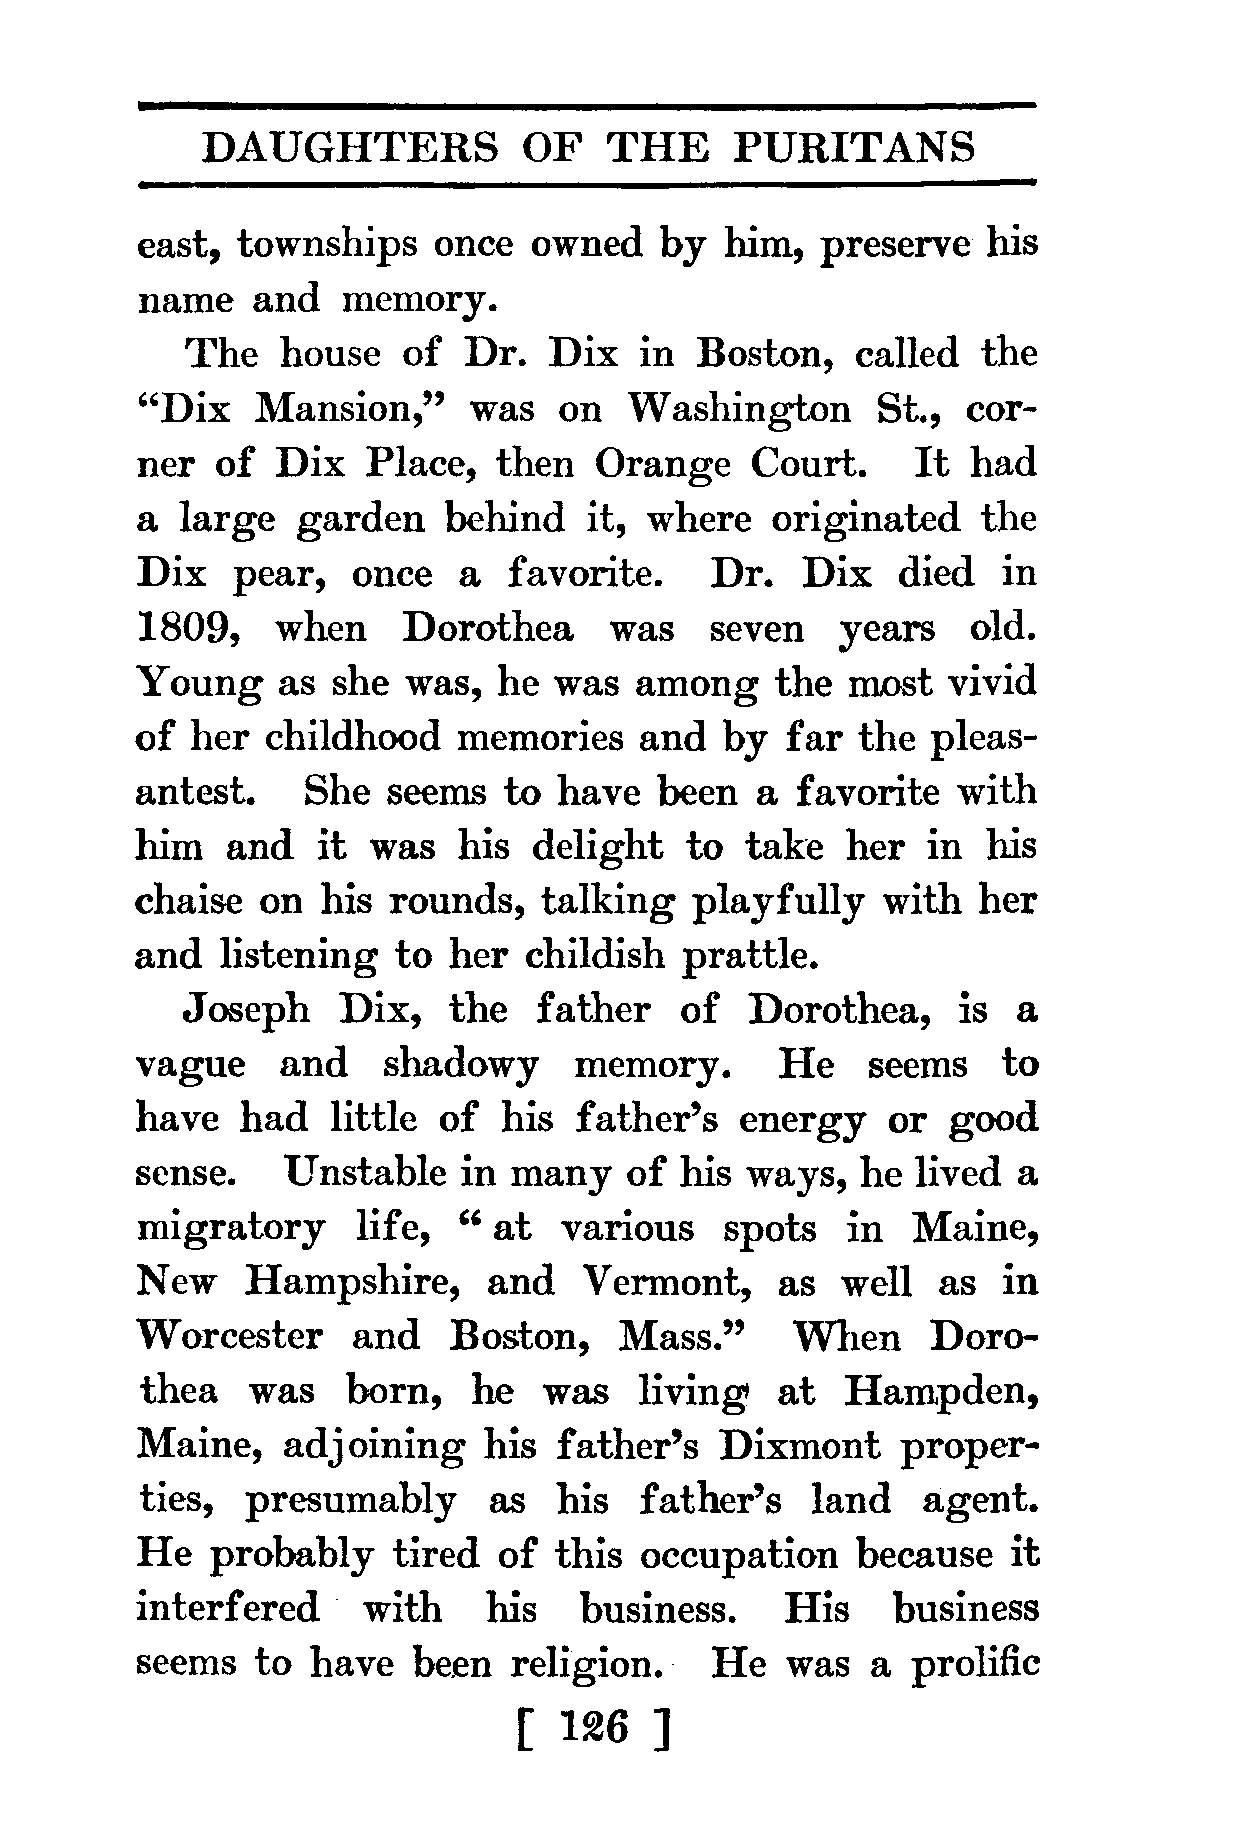 DAUGHTERS OF THE PURITANS
east, townships once owned by him, preserve his
name and memory.
The house of Dr. Dix in Boston, called the
“Dix Mansion,” was on Washington St., cor-
ner of Dix Place, then Orange Court. It had
a large garden behind it, where originated the
Dix pear, once a favorite. Dr. Dix died in
1809, when Dorothea was seven years old.
Young as she was, he was among the most vivid
of her childhood memories and by far the pleas-
antest. She seems to have been a favorite with
him and it was his delight to take her in his
chaise on his rounds, talking playfully with her
and listening to her childish prattle.
Joseph Dix, the father of Dorothea, is a
vague and shadowy memory. He seems to
have had little of his father’s energy or good
sense. Unstable in many of his ways, he lived a
migratory life, “ at various spots in Maine,
New Hampshire, and Vermont, as well as in
Worcester and Boston, Mass.” When Doro-
thea was born, he was living at Hampden,
Maine, adjoining his father’s Dixmont proper-
ties, presumably as his father’s land agent.
He probably tired of this occupation because it
interfered with his business. His business
seems to have been religion. He was a prolific
[ 126 ]